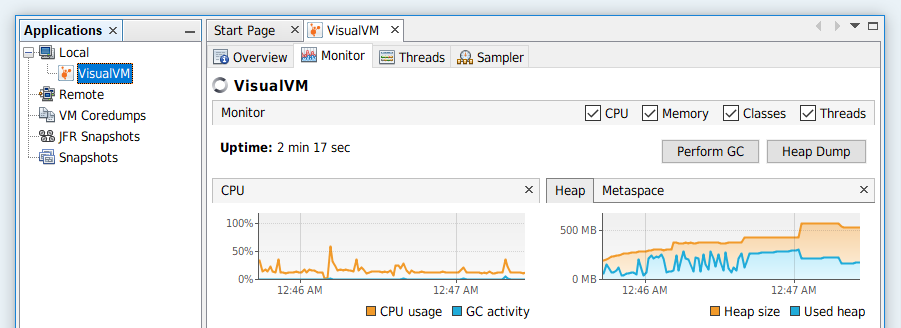 Applications ×
Local
VisualVM
Remote
VM Coredumps
JFR Snapshots
Snapshots
Start Page × VisualVM ×
Overview Monitor Threads Sampler
VisualVM
Monitor CPU Memory Classes Threads
Uptime: 2 min 17 sec Perform GC Heap Dump
CPU ×
100%
50%
0%
12:46 AM 12:47 AM
CPU usage GC activity
Heap Metaspace ×
500 MB
0 MB
12:46 AM 12:47 AM
Heap size Used heap